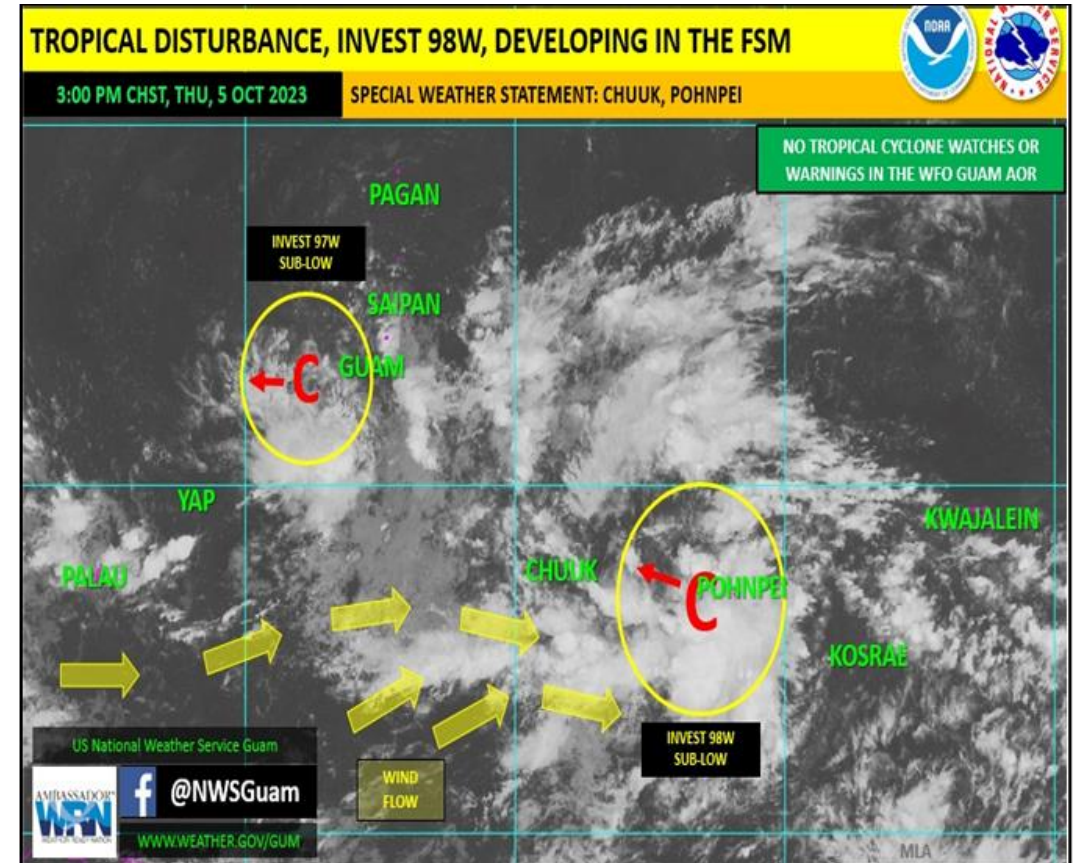 TROPICAL DISTURBANCE, INVEST 98W, DEVELOPING IN THE FSM
NOAA
3:00 PM CHST, THU, 5 OCT 2023
SPECIAL WEATHER STATEMENT: CHUUK, POHNPEI
NO TROPICAL CYCLONE WATCHES OR
WARNINGS IN THE WFO GUAM AOR
PAGAN
INVEST 97W
SUB-LOW
SAIPAN
GUAM
C
YAP
KWAJALEIN
CHUUK
PALAU
POHNPEI
C
KOSRAE
INVEST 98W
SUB-LOW
US National Weather Service Guam
WIND
FLOW
AMBASSADOR
WRN
f
@NWSGuam
WWW.WEATHER.GOV/GUM
MLA